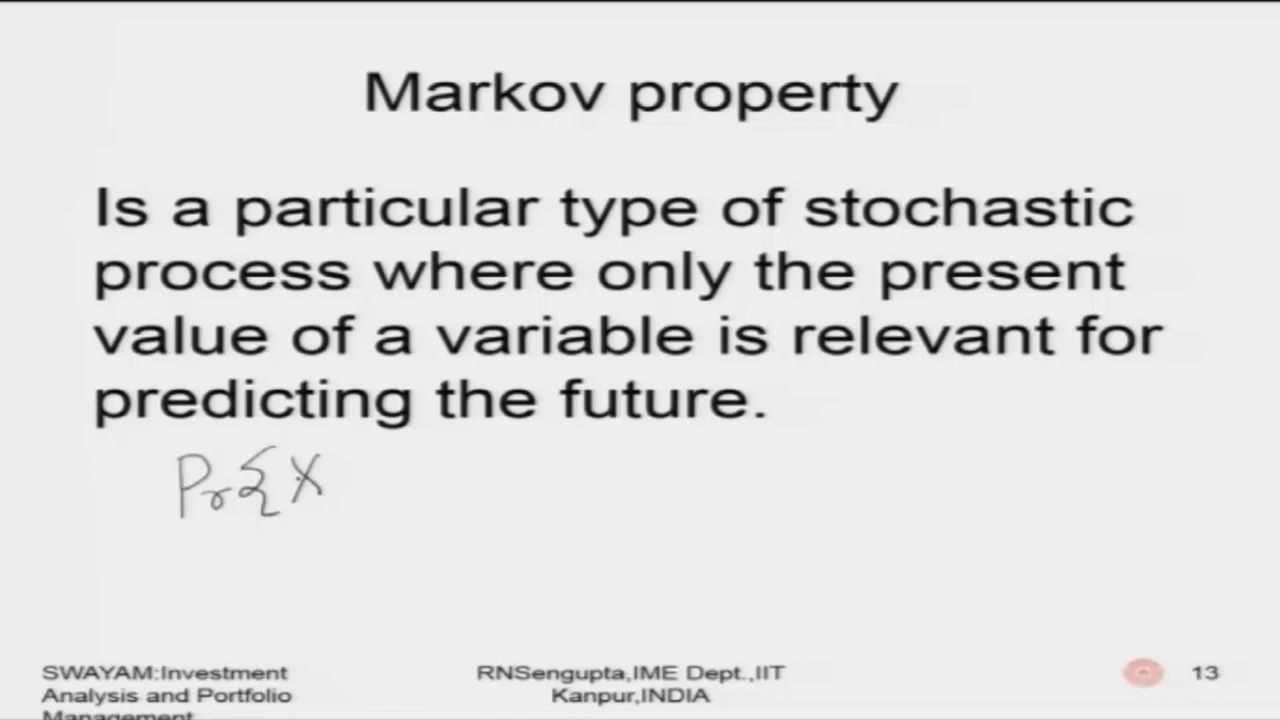 Markov property
Is a particular type of stochastic
process where only the present
value of a variable is relevant for
predicting the future.
Pr{X
SWAYAM:Investment
Analysis and Portfolio
Management
RNSengupta,IME Dept.,IIT
Kanpur,INDIA
13